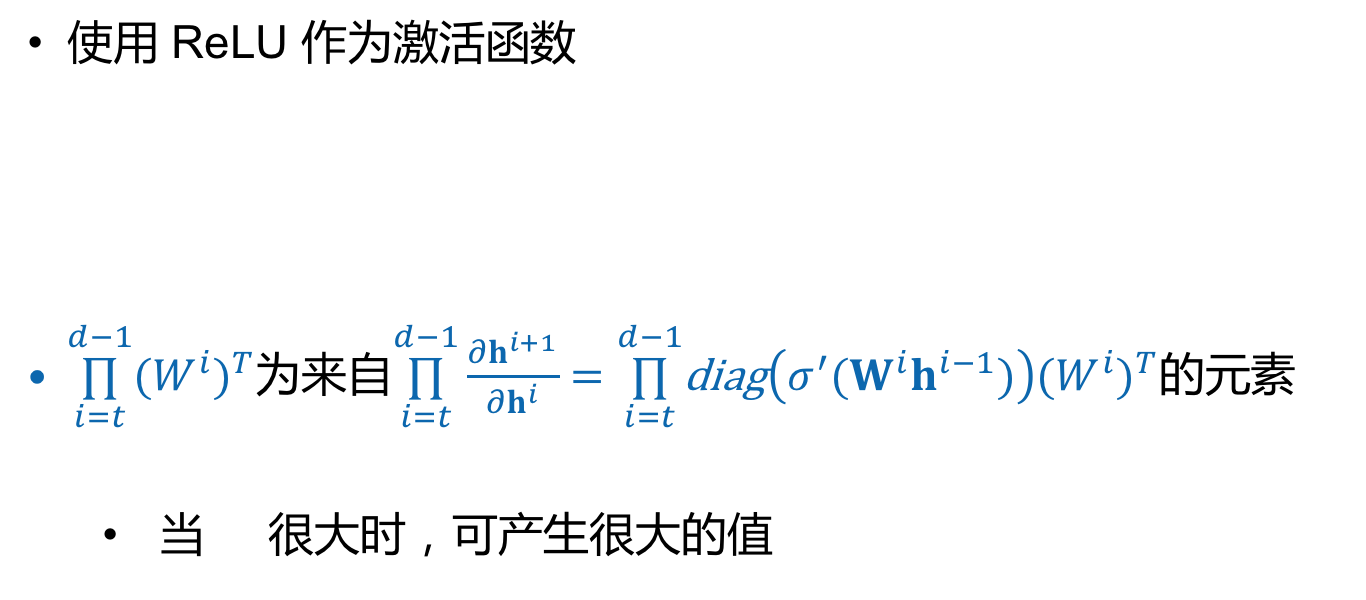 • 使用 ReLU 作为激活函数
• ∏_{i=t}^{d−1} (W^i)^T 为来自 ∏_{i=t}^{d−1} ∂𝐡^{i+1}/∂𝐡^i = ∏_{i=t}^{d−1} diag(σ′(𝐖^i𝐡^{i−1}))(W^i)^T 的元素
• 当 很大时，可产生很大的值